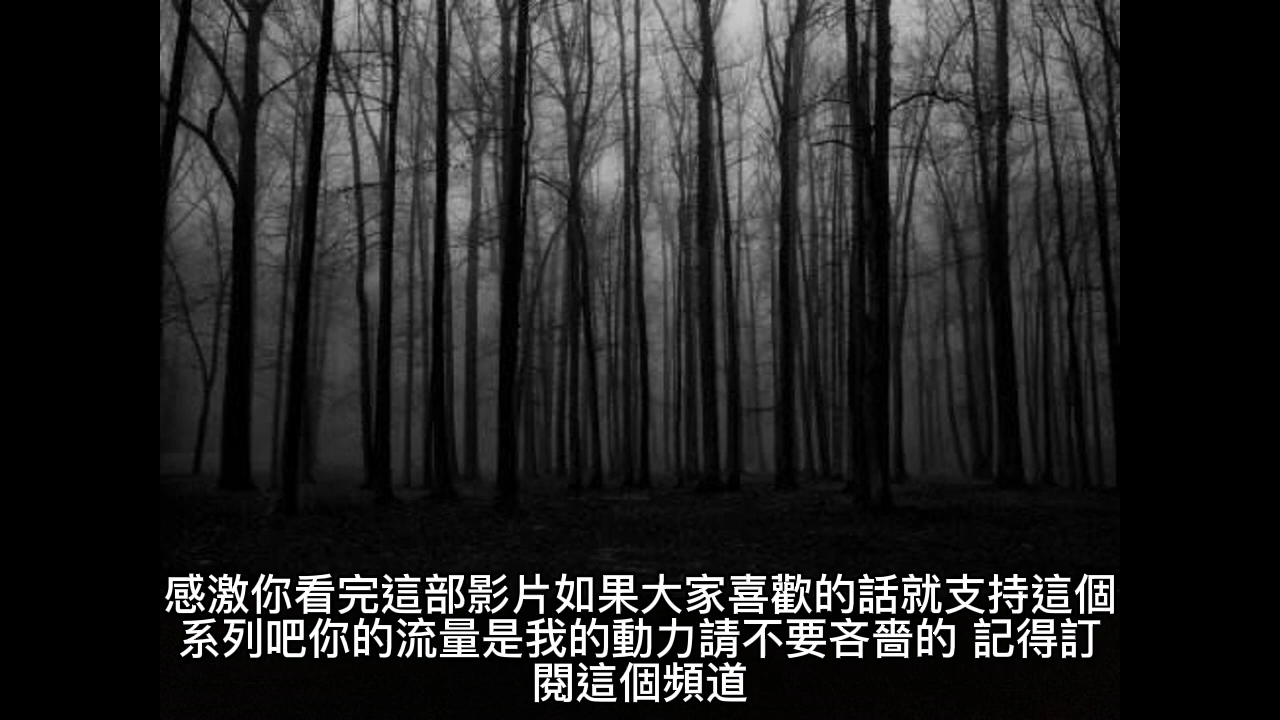 感激你看完這部影片如果大家喜歡的話就支持這個
系列吧你的流量是我的動力請不要吝嗇的 記得訂
閱這個頻道